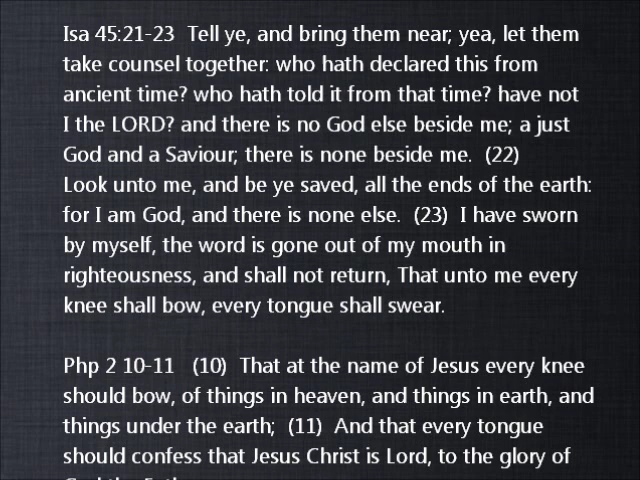 Isa 45:21-23 Tell ye, and bring them near; yea, let them
take counsel together: who hath declared this from
ancient time? who hath told it from that time? have not
I the LORD? and there is no God else beside me; a just
God and a Saviour; there is none beside me. (22)
Look unto me, and be ye saved, all the ends of the earth:
for I am God, and there is none else. (23) I have sworn
by myself, the word is gone out of my mouth in
righteousness, and shall not return, That unto me every
knee shall bow, every tongue shall swear.
Php 2 10-11 (10) That at the name of Jesus every knee
should bow, of things in heaven, and things in earth, and
things under the earth; (11) And that every tongue
should confess that Jesus Christ is Lord, to the glory of